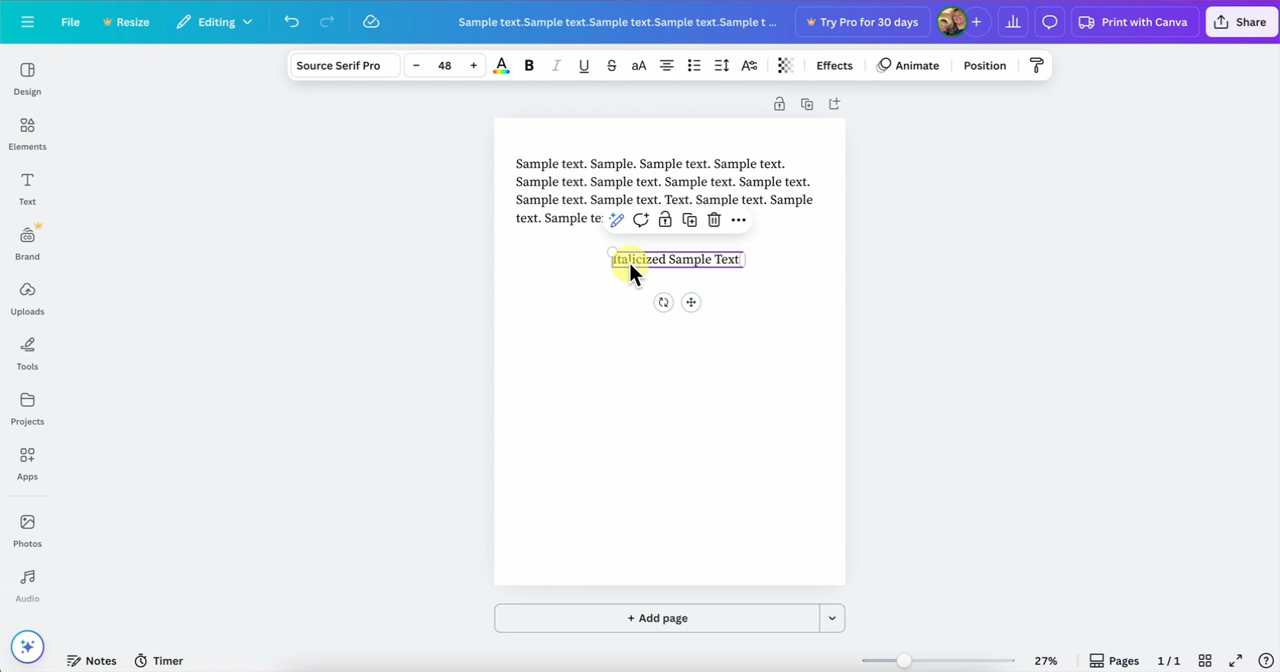 File
Resize
Editing
Sample text.Sample text.Sample text.Sample text.Sample t ...
Try Pro for 30 days
Print with Canva
Share
Source Serif Pro
− 48 +
A
B
I
U
S
aA
Effects
Animate
Position
Design
Elements
Text
Brand
Uploads
Tools
Projects
Apps
Photos
Audio
Sample text. Sample. Sample text. Sample text.
Sample text. Sample text. Sample text. Sample text.
Sample text. Sample text. Text. Sample text. Sample
text. Sample te
Italicized Sample Text
+ Add page
Notes
Timer
27%
Pages
1 / 1